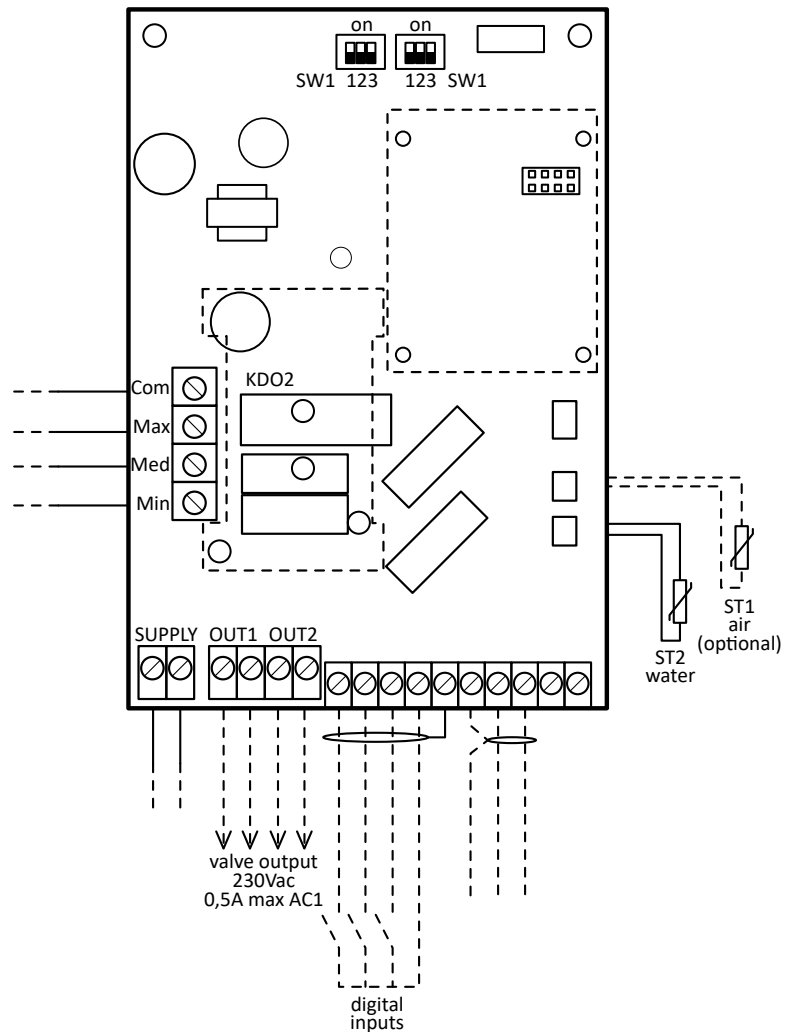 on on
SW1 123 123 SW1
Com
KDO2
Max
Med
Min
SUPPLY OUT1 OUT2
ST1
air
(optional)
ST2
water
valve output
230Vac
0,5A max AC1
digital
inputs